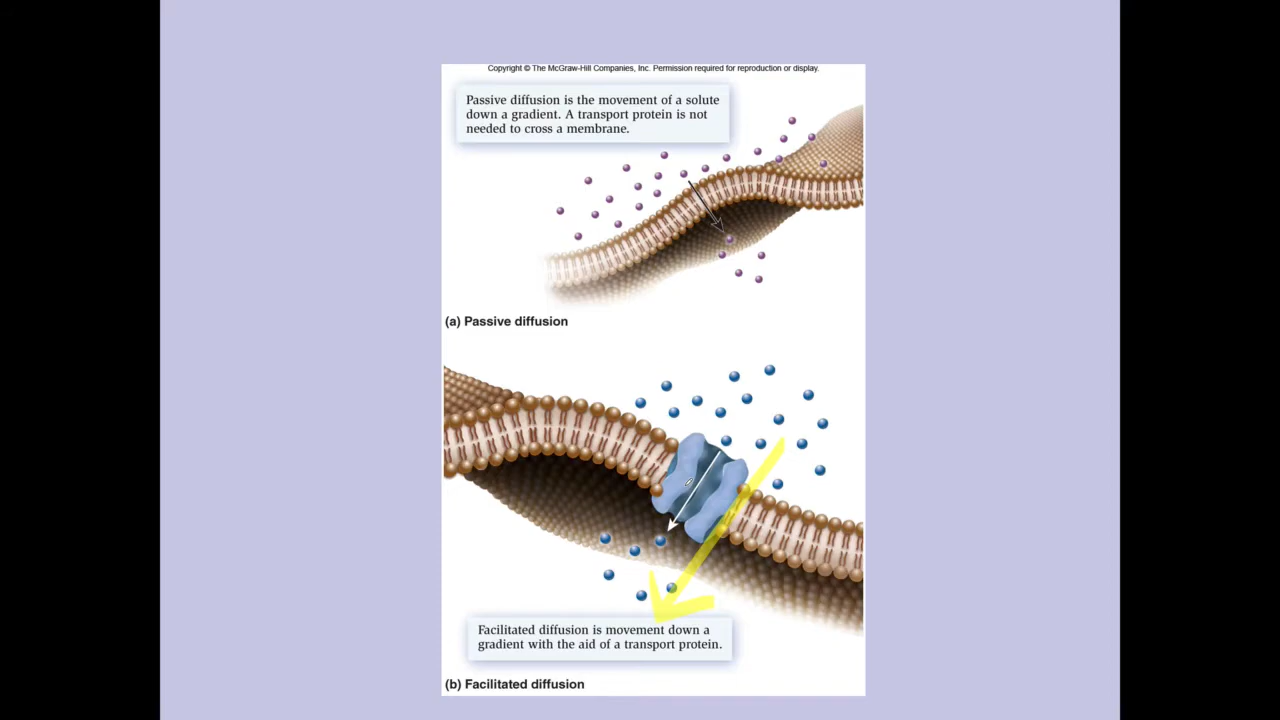 Copyright © The McGraw-Hill Companies, Inc. Permission required for reproduction or display.
Passive diffusion is the movement of a solute
down a gradient. A transport protein is not
needed to cross a membrane.
(a) Passive diffusion
Facilitated diffusion is movement down a
gradient with the aid of a transport protein.
(b) Facilitated diffusion